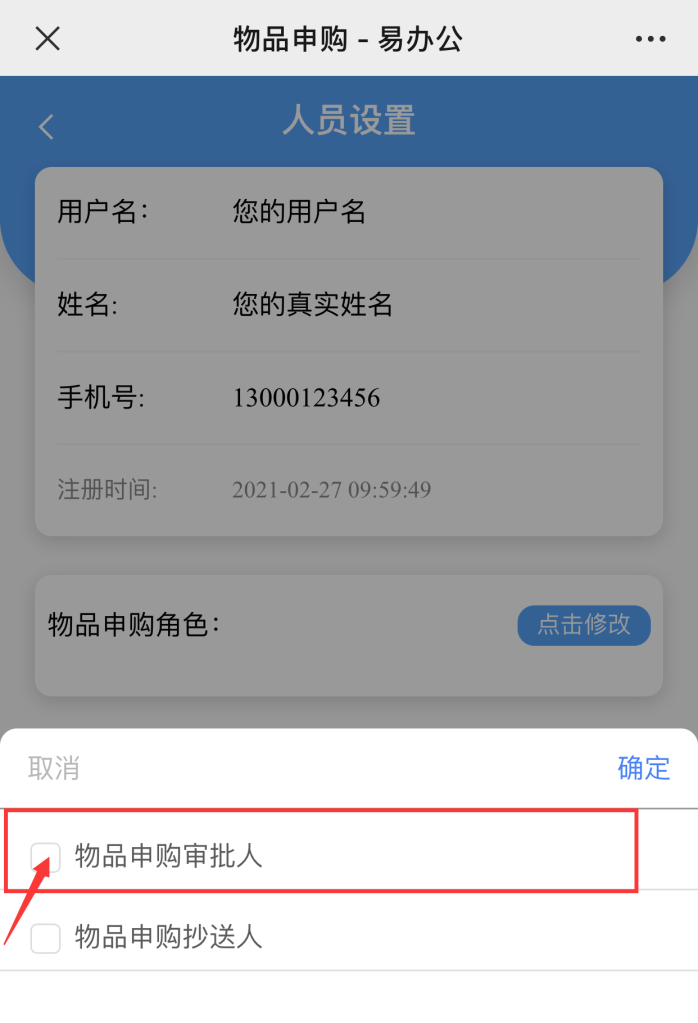 物品申购 - 易办公
人员设置
用户名： 您的用户名
姓名: 您的真实姓名
手机号: 13000123456
注册时间: 2021-02-27 09:59:49
物品申购角色： 点击修改
取消 确定
物品申购审批人
物品申购抄送人